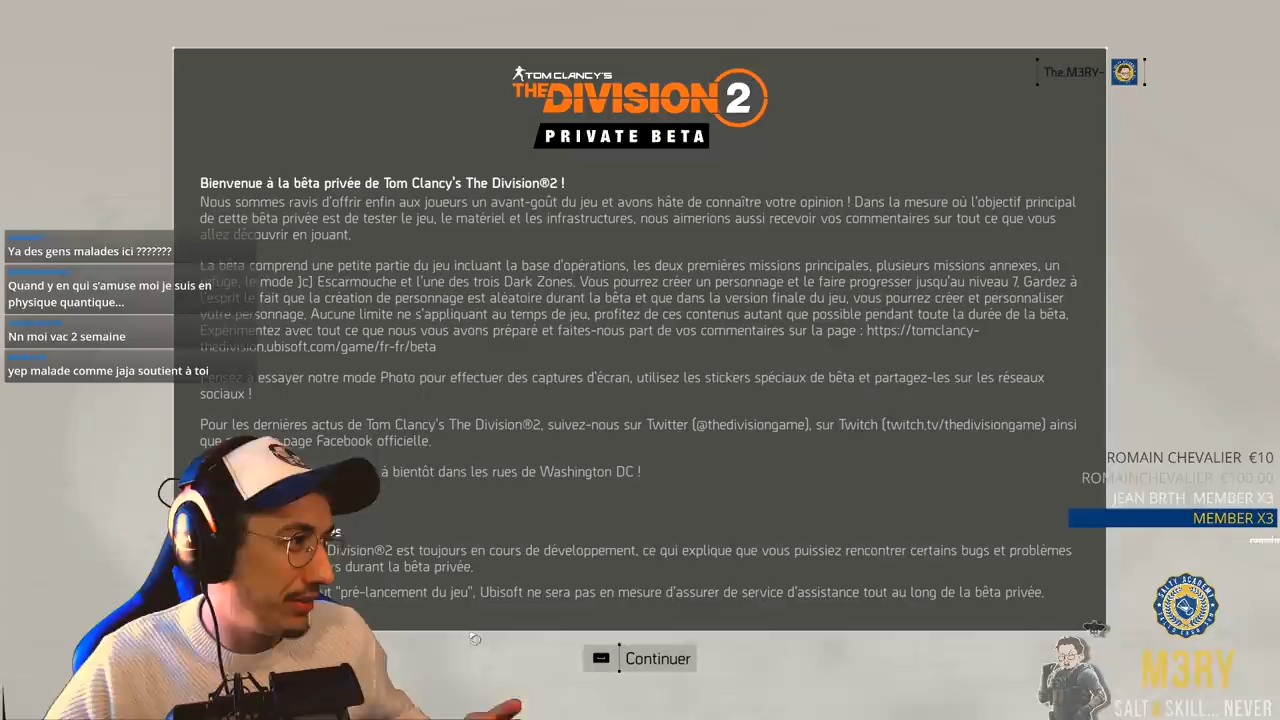 TOM CLANCY'S
THE DIVISION 2
PRIVATE BETA
The.M3RY-
Bienvenue à la bêta privée de Tom Clancy's The Division®2 !
Nous sommes ravis d'offrir enfin aux joueurs un avant-goût du jeu et avons hâte de connaître votre opinion ! Dans la mesure où l'objectif principal
de cette bêta privée est de tester le jeu, le matériel et les infrastructures, nous aimerions aussi recevoir vos commentaires sur tout ce que vous
allez découvrir en jouant.
La bêta comprend une petite partie du jeu incluant la base d'opérations, les deux premières missions principales, plusieurs missions annexes, un
refuge, le mode ]c] Escarmouche et l'une des trois Dark Zones. Vous pourrez créer un personnage et le faire progresser jusqu'au niveau 7. Gardez à
l'esprit le fait que la création de personnage est aléatoire durant la bêta et que dans la version finale du jeu, vous pourrez créer et personnaliser
votre personnage. Aucune limite ne s'appliquant au temps de jeu, profitez de ces contenus autant que possible pendant toute la durée de la bêta.
Expérimentez avec tout ce que nous vous avons préparé et faites-nous part de vos commentaires sur la page : https://tomclancy-
thedivision.ubisoft.com/game/fr-fr/beta
Pensez à essayer notre mode Photo pour effectuer des captures d'écran, utilisez les stickers spéciaux de bêta et partagez-les sur les réseaux
sociaux !
Pour les dernières actus de Tom Clancy's The Division®2, suivez-nous sur Twitter (@thedivisiongame), sur Twitch (twitch.tv/thedivisiongame) ainsi
que page Facebook officielle.
à bientôt dans les rues de Washington DC !
Division®2 est toujours en cours de développement, ce qui explique que vous puissiez rencontrer certains bugs et problèmes
durant la bêta privée.
"pré-lancement du jeu", Ubisoft ne sera pas en mesure d'assurer de service d'assistance tout au long de la bêta privée.
Continuer
Ya des gens malades ici ???????
Quand y en qui s'amuse moi je suis en
physique quantique...
Nn moi vac 2 semaine
yep malade comme jaja soutient à toi
ROMAIN CHEVALIER €10
ROMAINCHEVALIER €100.00
JEAN BRTH MEMBER X3
MEMBER X3
SALTY ACADEMY
M3RY
SALT & SKILL... NEVER